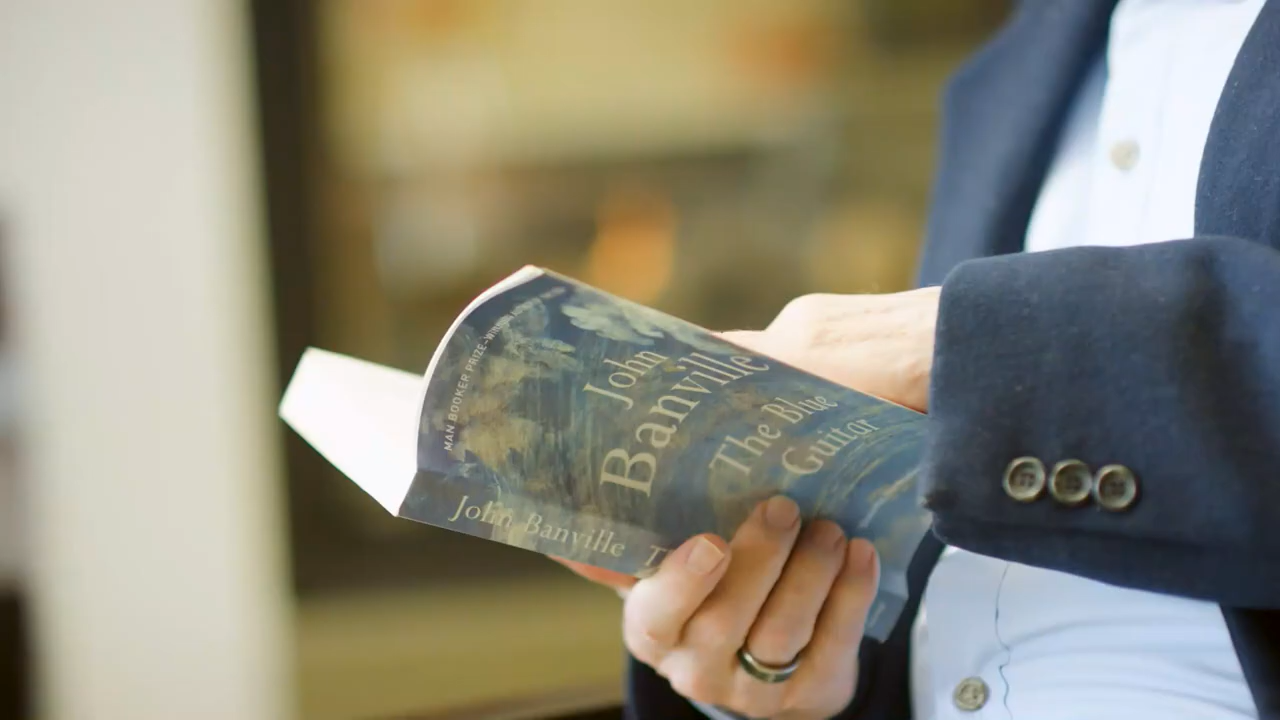 MAN BOOKER PRIZE-WINNING
John
Banville
The Blue
Guitar
John Banville T